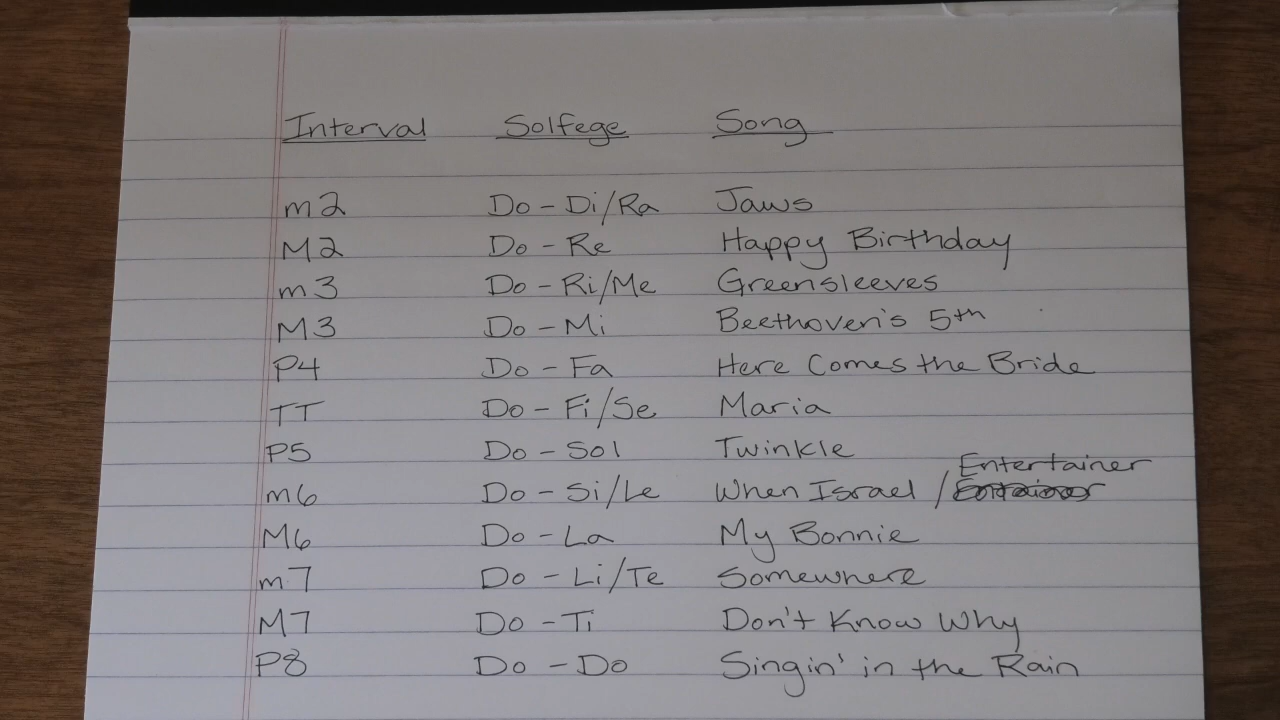 Interval Solfege Song
m2 Do - Di/Ra Jaws
M2 Do - Re Happy Birthday
m3 Do - Ri/Me Greensleeves
M3 Do - Mi Beethoven's 5th
P4 Do - Fa Here Comes the Bride
TT Do - Fi/Se Maria
P5 Do - Sol Twinkle
m6 Do - Si/Le When Israel / Entertainer
M6 Do - La My Bonnie
m7 Do - Li/Te Somewhere
M7 Do - Ti Don't Know Why
P8 Do - Do Singin' in the Rain